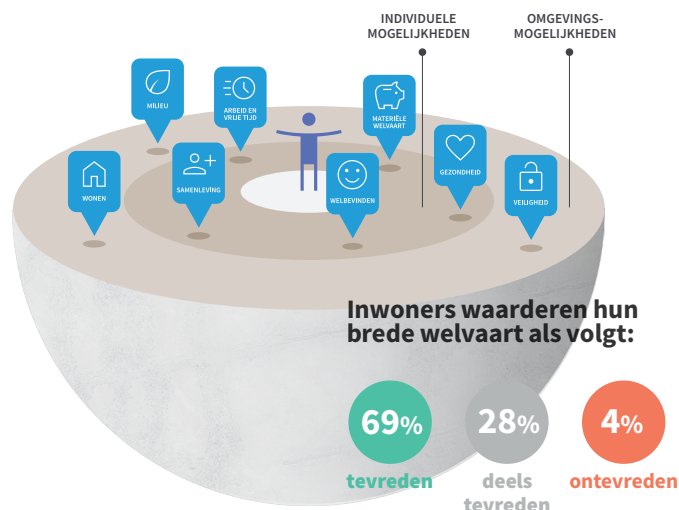 INDIVIDUELE
MOGELIJKHEDEN
OMGEVINGS-
MOGELIJKHEDEN
MILIEU
ARBEID EN
VRIJE TIJD
MATERIËLE
WELVAART
GEZONDHEID
WONEN
SAMENLEVING
WELBEVINDEN
VEILIGHEID
Inwoners waarderen hun
brede welvaart als volgt:
69%
28%
4%
tevreden
deels
tevreden
ontevreden